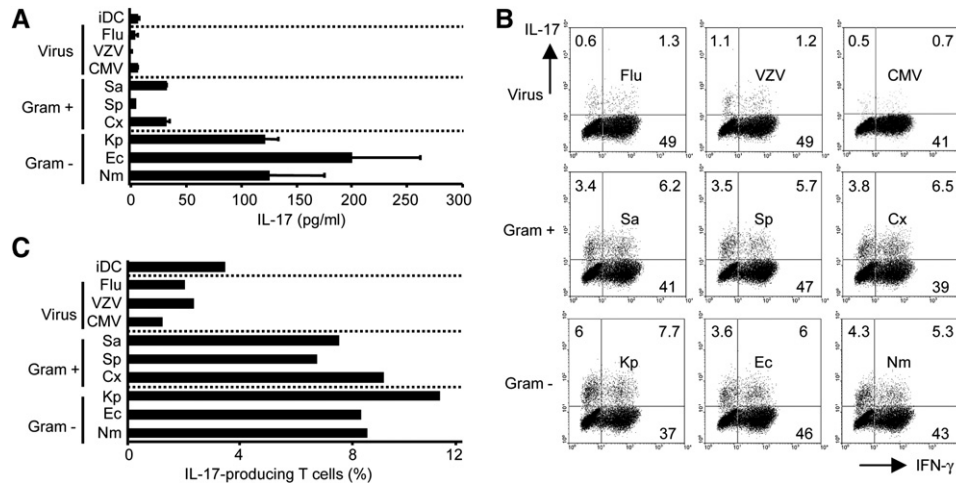 A
iDC
Virus
Flu
VZV
CMV
Gram +
Sa
Sp
Cx
Gram -
Kp
Ec
Nm
0 50 100 150 200 250 300
IL-17 (pg/ml)
C
iDC
Virus
Flu
VZV
CMV
Gram +
Sa
Sp
Cx
Gram -
Kp
Ec
Nm
0 4 8 12
IL-17-producing T cells (%)
B
IL-17
Virus
0.6 1.3
Flu
49
1.1 1.2
VZV
49
0.5 0.7
CMV
41
Gram +
3.4 6.2
Sa
41
3.5 5.7
Sp
47
3.8 6.5
Cx
39
Gram -
6 7.7
Kp
37
3.6 6
Ec
46
4.3 5.3
Nm
43
IFN-γ